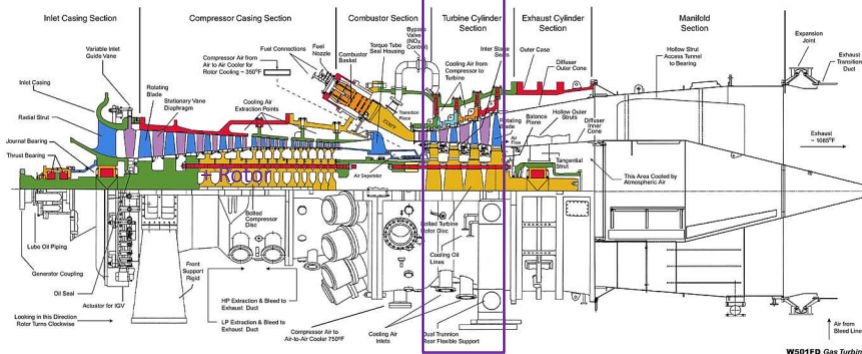 Inlet Casing Section
Compressor Casing Section
Combustor Section
Turbine Cylinder
Section
Exhaust Cylinder
Section
Manifold
Section
Variable Inlet
Guide Vane
Inlet Casing
Radial Strut
Journal Bearing
Thrust Bearing
Rotating
Blade
Stationary Vane
Diaphragm
Compressor Air from
Air to Air Cooler for
Rotor Cooling ~ 350°F
Cooling Air
Extraction Points
Fuel Connections
Fuel
Nozzle
Combustor
Basket
Torque Tube
Seal Housing
Bypass
Valve
(NOx
Control)
Transition
Piece
Cooling Air from
Compressor to
Turbine
Inter Stage
Seals
Outer Case
Diffuser
Outer Cone
Rotating
Blade
Balance
Plane
Hollow Outer
Struts
Diffuser
Inner
Cone
Tangential
Strut
Hollow Strut
Access Tunnel
to Bearing
Expansion
Joint
Exhaust
Transition
Duct
Exhaust
~ 1085°F
This Area Cooled by
Atmospheric Air
+ Rotor
Air Separator
Lube Oil Piping
Generator Coupling
Oil Seal
Actuator for IGV
Looking in this Direction
Rotor Turns Clockwise
Front
Support
Rigid
Bolted
Compressor
Disc
HP Extraction & Bleed to
Exhaust Duct
LP Extraction & Bleed to
Exhaust Duct
Compressor Air to
Air-to-Air Cooler 750°F
Bolted Turbine
Rotor Disc
Cooling Oil
Lines
Cooling Air
Inlets
Dual Trunnion
Rear Flexible Support
Air from
Bleed Line
W501FD Gas Turbin